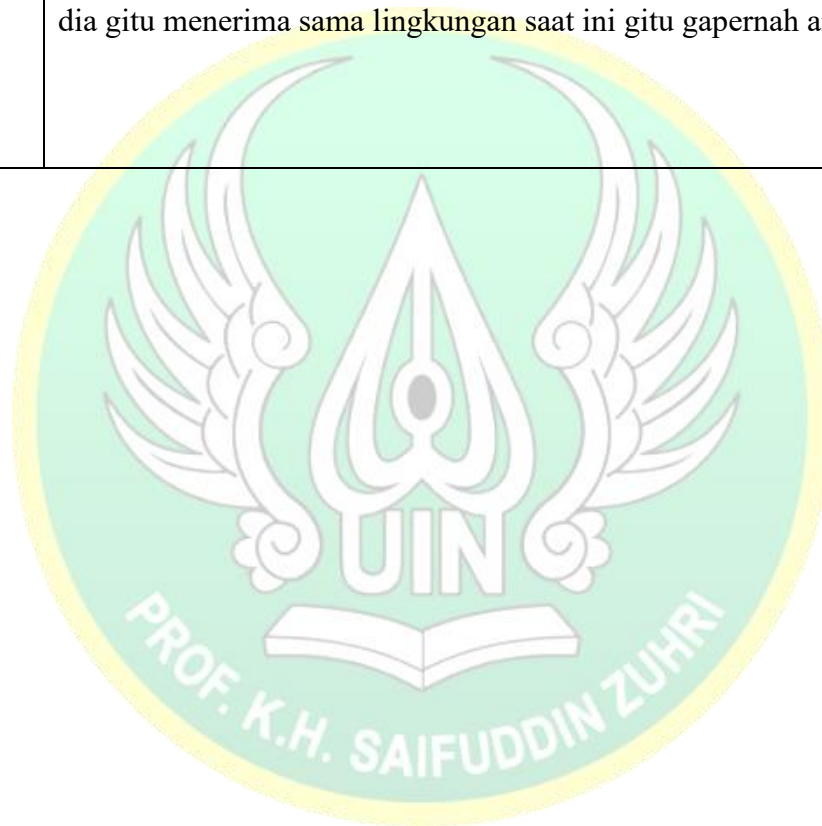 dia gitu menerima sama lingkungan saat ini gitu gapernah
UIN
PROF. K.H. SAIFUDDIN ZUHRI